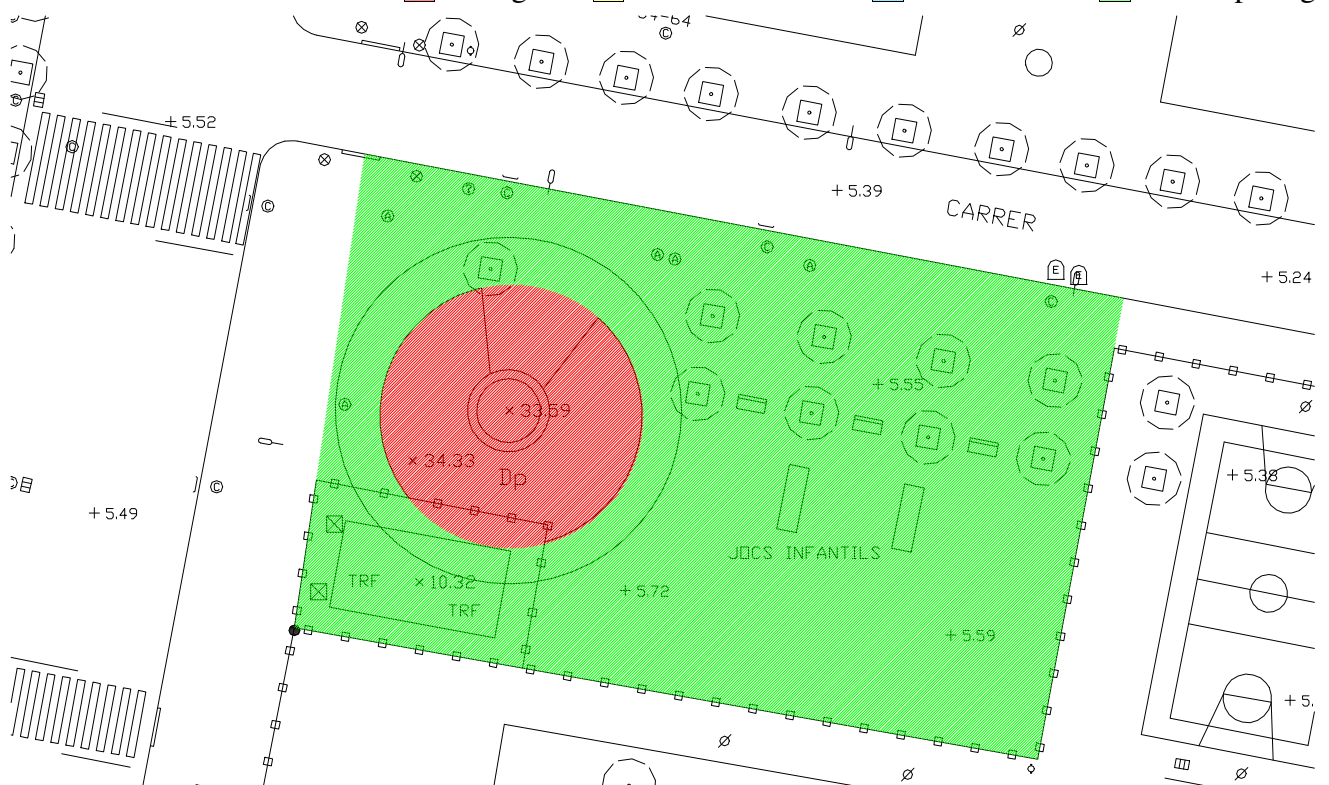 54-64
+ 5.52
+ 5.39
CARRER
E
E
+ 5.24
+ 5.55
× 33.59
× 34.33
Dp
+ 5.38
+ 5.49
JOCS INFANTILS
TRF
× 10.32
TRF
+ 5.72
+ 5.59
+ 5.